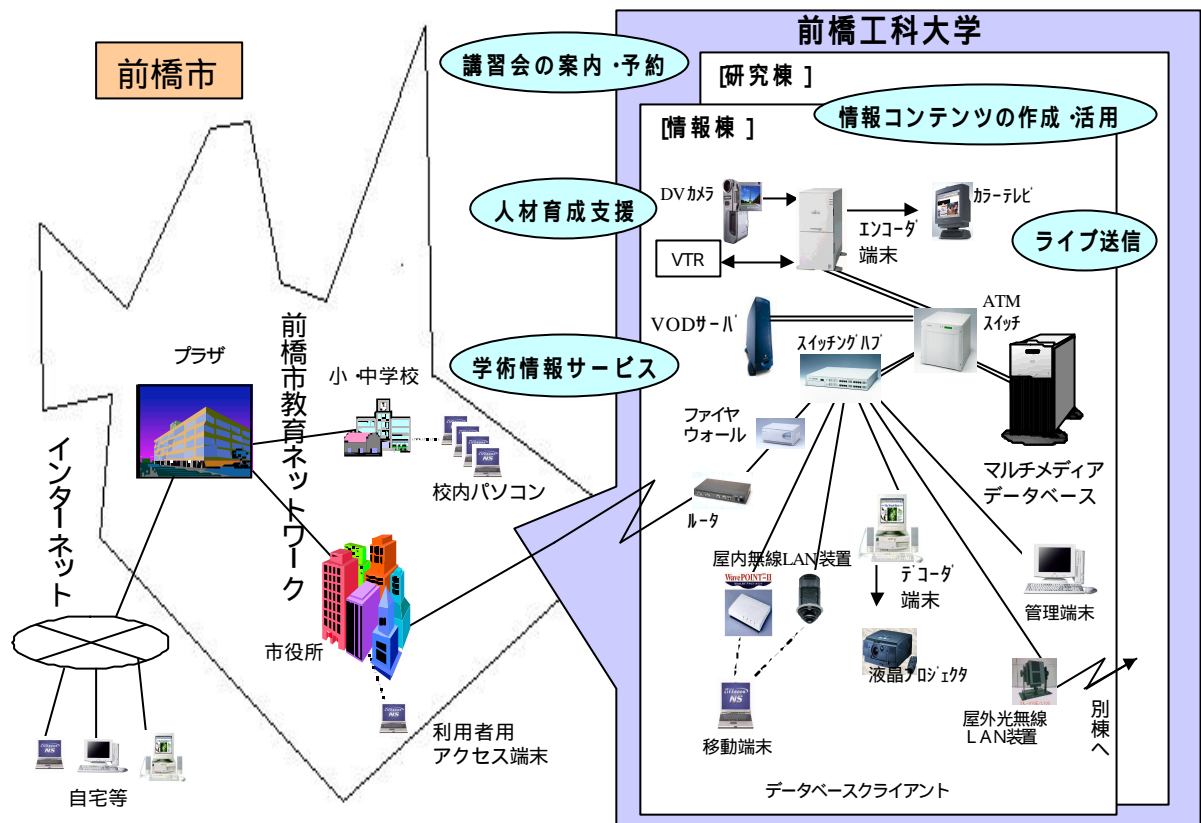 前橋工科大学
前橋市
講習会の案内・予約
[研究棟]
情報コンテンツの作成・活用
[情報棟]
DVカメラ
カラーテレビ
人材育成支援
エンコーダ
端末
ライブ送信
VTR
ATM
スイッチ
VODサーバ
スイッチングハブ
プラザ
前橋市教育ネットワーク
小・中学校
学術情報サービス
ファイヤ
ウォール
インターネット
校内パソコン
マルチメディア
データベース
ルータ
屋内無線LAN装置
WavePOINT-II
デコーダ
端末
管理端末
市役所
液晶プロジェクタ
NS
利用者用
アクセス端末
移動端末
屋外光無線
LAN装置
別棟へ
自宅等
データベースクライアント